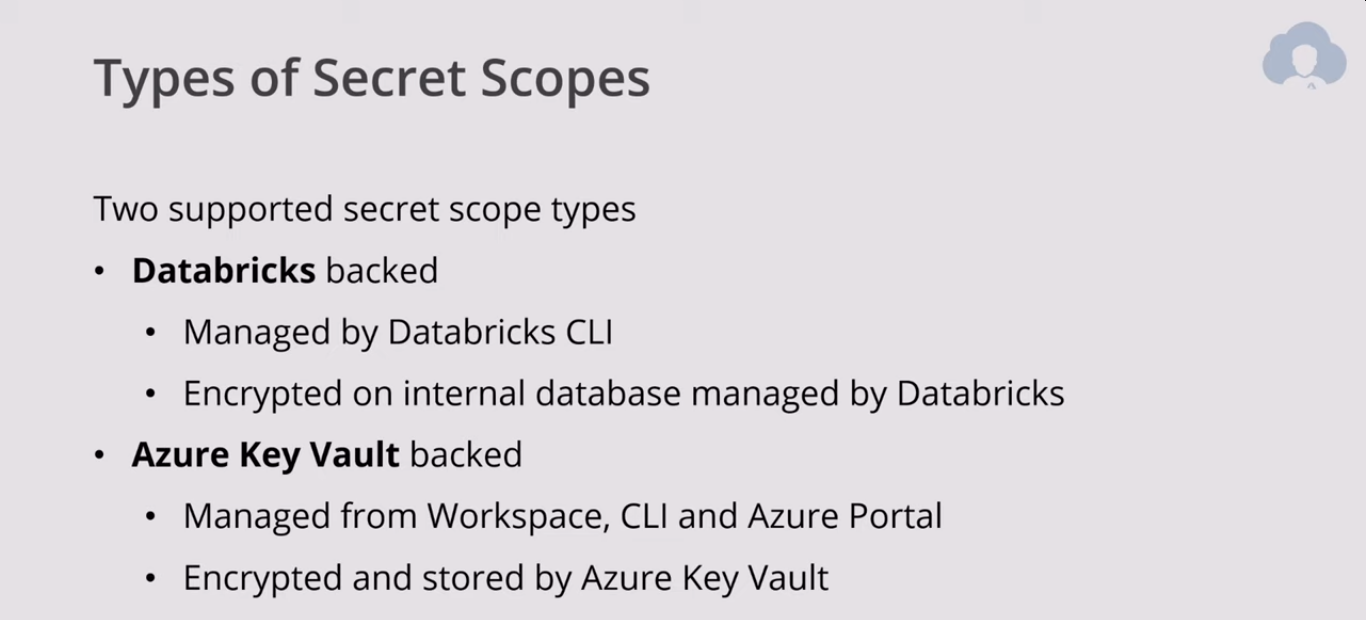 Types of Secret Scopes
Two supported secret scope types
• Databricks backed
• Managed by Databricks CLI
• Encrypted on internal database managed by Databricks
• Azure Key Vault backed
• Managed from Workspace, CLI and Azure Portal
• Encrypted and stored by Azure Key Vault